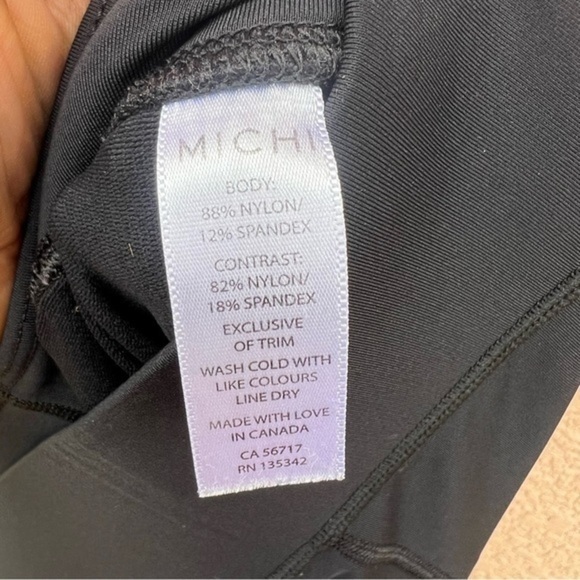 MICHI
BODY:
88% NYLON/
12% SPANDEX
CONTRAST:
82% NYLON/
18% SPANDEX
EXCLUSIVE
OF TRIM
WASH COLD WITH
LIKE COLOURS
LINE DRY
MADE WITH LOVE
IN CANADA
CA 56717
RN 135342